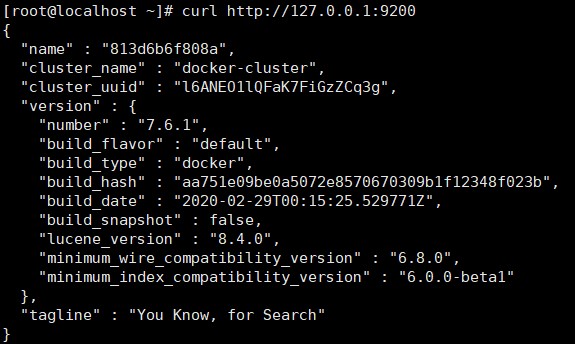 [root@localhost ~]# curl http://127.0.0.1:9200
{
  "name" : "813d6b6f808a",
  "cluster_name" : "docker-cluster",
  "cluster_uuid" : "l6ANEO1lQFaK7FiGzZCq3g",
  "version" : {
    "number" : "7.6.1",
    "build_flavor" : "default",
    "build_type" : "docker",
    "build_hash" : "aa751e09be0a5072e8570670309b1f12348f023b",
    "build_date" : "2020-02-29T00:15:25.529771Z",
    "build_snapshot" : false,
    "lucene_version" : "8.4.0",
    "minimum_wire_compatibility_version" : "6.8.0",
    "minimum_index_compatibility_version" : "6.0.0-beta1"
  },
  "tagline" : "You Know, for Search"
}